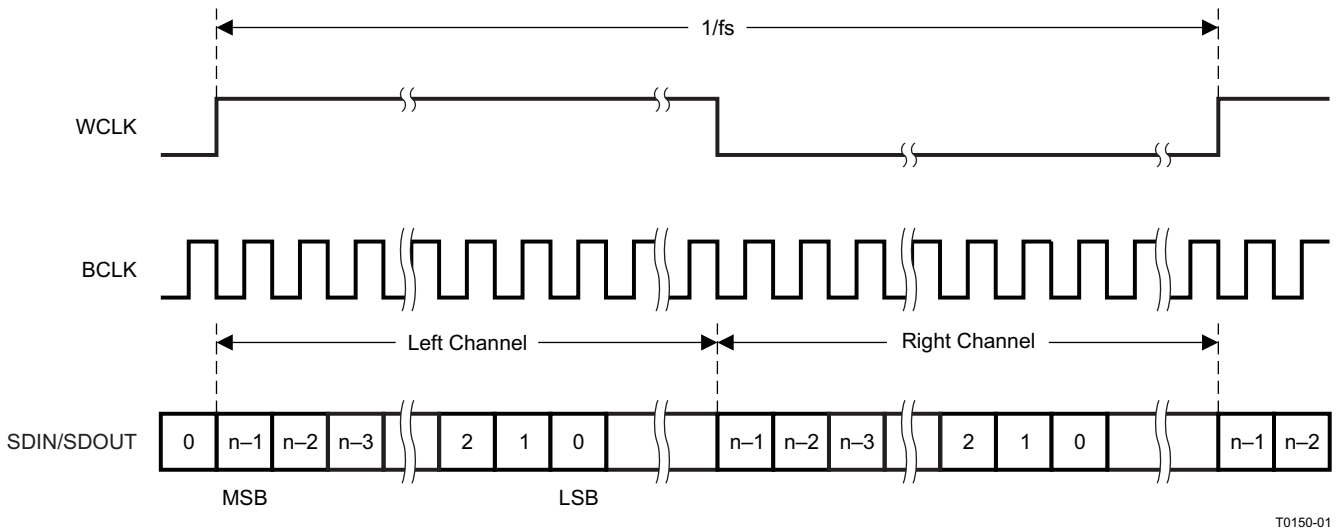 1/fs
WCLK
BCLK
Left Channel Right Channel
SDIN/SDOUT 0 n–1 n–2 n–3 2 1 0 n–1 n–2 n–3 2 1 0 n–1 n–2
MSB LSB
T0150-01